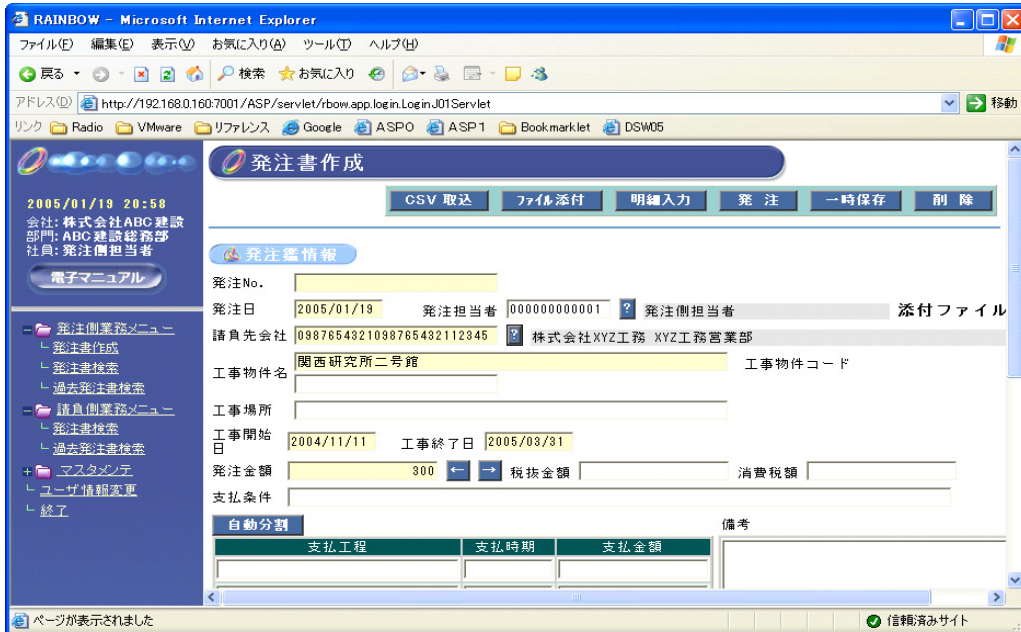 RAINBOW - Microsoft Internet Explorer
ファイル(F) 編集(E) 表示(V) お気に入り(A) ツール(T) ヘルプ(H)
戻る 検索 お気に入り
アドレス(D) http://192.168.0.160:7001/ASP/servlet/rbow.app.login.LoginJ01Servlet 移動
リンク Radio VMware リファレンス Google ASP0 ASP1 Bookmarklet DSW05
発注書作成
CSV 取込 ファイル添付 明細入力 発 注 一時保存 削 除
2005/01/19 20:58
会社:株式会社ABC建設
部門:ABC建設総務部
社員:発注側担当者
電子マニュアル
発注側業務メニュー
発注書作成
発注書検索
過去発注書検索
請負側業務メニュー
発注書検索
過去発注書検索
マスタメンテ
ユーザ情報変更
終了
発注鑑情報
発注No.
発注日 2005/01/19 発注担当者 000000000001 ? 発注側担当者 添付ファイル
請負先会社 098765432109876543211234​5 ? 株式会社XYZ工務 XYZ工務営業部
工事物件名 関西研究所二号館 工事物件コード
工事場所
工事開始
日 2004/11/11 工事終了日 2005/03/31
発注金額 300 ← → 税抜金額 消費税額
支払条件
自動分割 備考
支払工程 支払時期 支払金額
ページが表示されました 信頼済みサイト